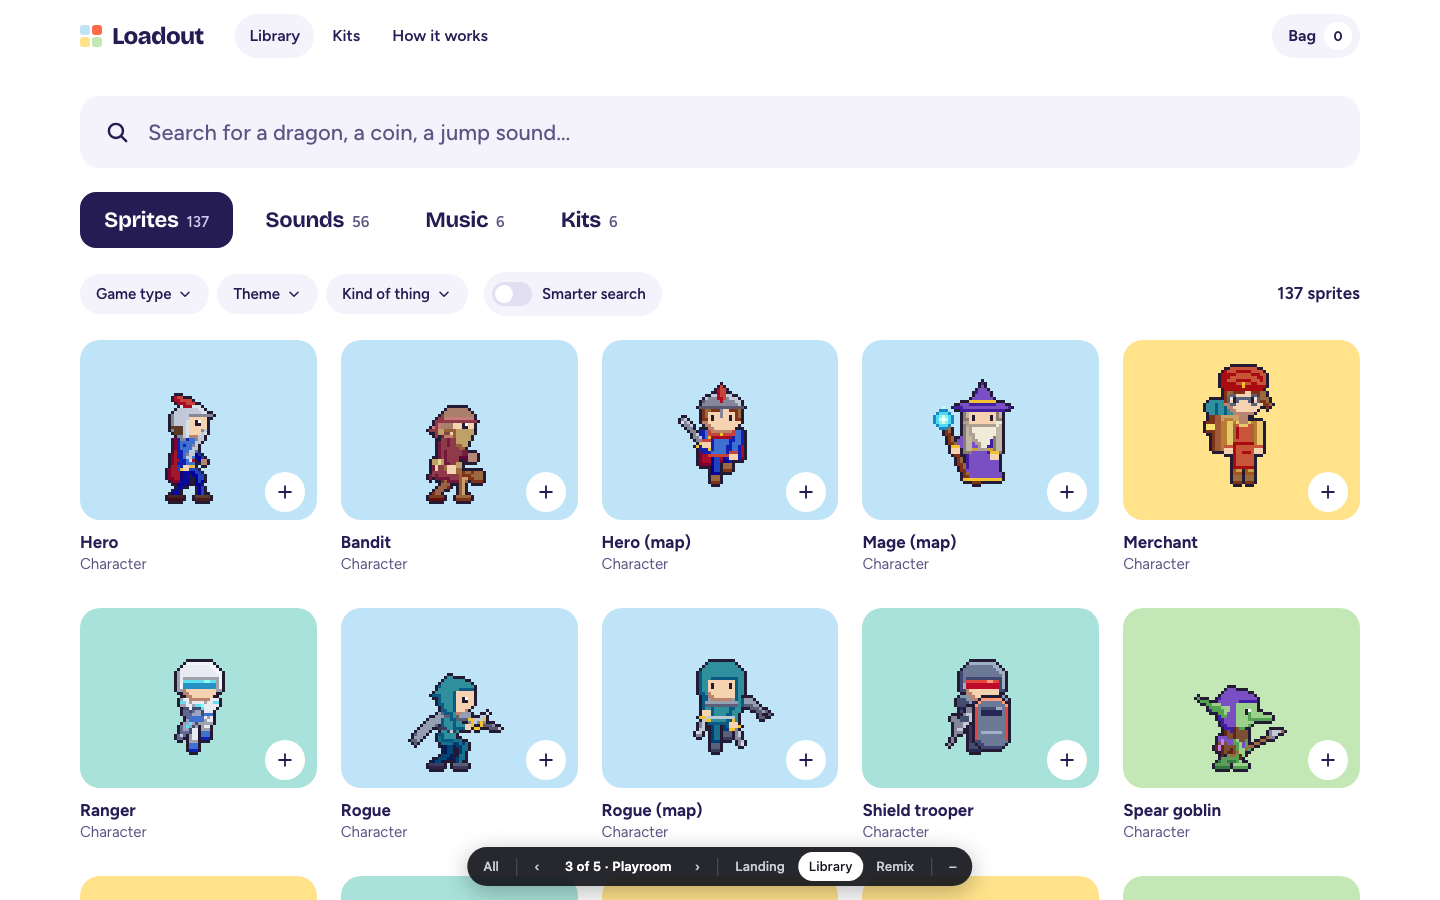 Loadout
Library
Kits
How it works
Bag 0
Search for a dragon, a coin, a jump sound...
Sprites 137
Sounds 56
Music 6
Kits 6
Game type
Theme
Kind of thing
Smarter search
137 sprites
Hero
Character
Bandit
Character
Hero (map)
Character
Mage (map)
Character
Merchant
Character
Ranger
Character
Rogue
Character
Rogue (map)
Character
Shield trooper
Character
Spear goblin
Character
All ‹ 3 of 5 · Playroom › Landing Library Remix –